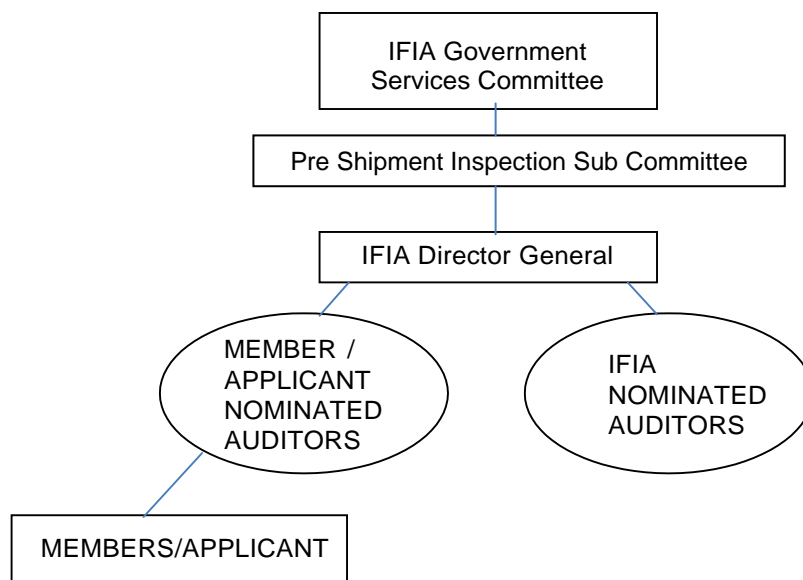 IFIA Government
Services Committee
Pre Shipment Inspection Sub Committee
IFIA Director General
MEMBER /
APPLICANT
NOMINATED
AUDITORS
IFIA
NOMINATED
AUDITORS
MEMBERS/APPLICANT